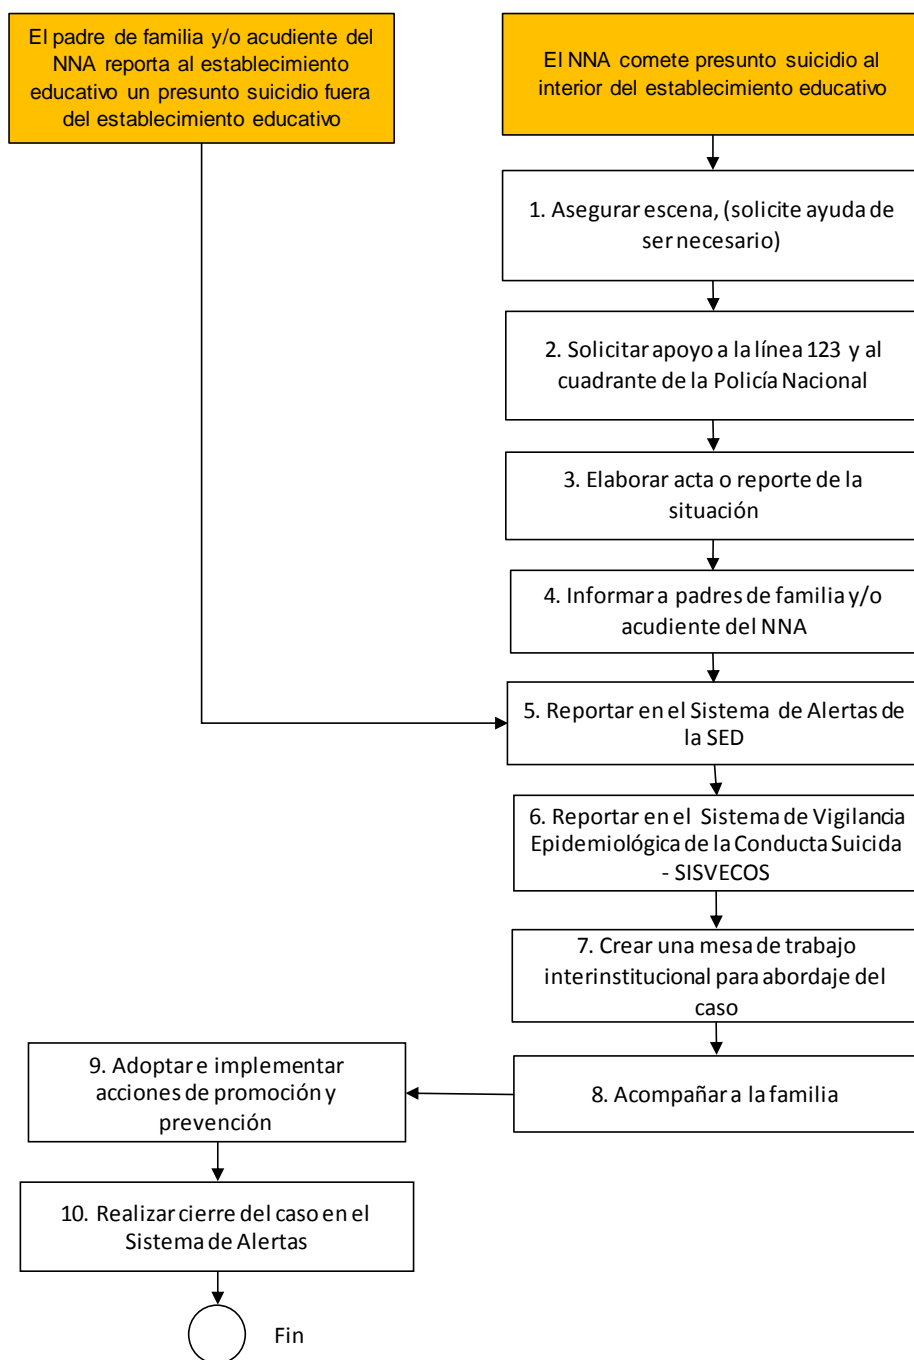 El padre de familia y/o acudiente del
NNA reporta al establecimiento
educativo un presunto suicidio fuera
del establecimiento educativo
El NNA comete presunto suicidio al
interior del establecimiento educativo
1. Asegurar escena, (solicite ayuda de
ser necesario)
2. Solicitar apoyo a la línea 123 y al
cuadrante de la Policía Nacional
3. Elaborar acta o reporte de la
situación
4. Informar a padres de familia y/o
acudiente del NNA
5. Reportar en el Sistema de Alertas de
la SED
6. Reportar en el Sistema de Vigilancia
Epidemiológica de la Conducta Suicida
- SISVECOS
7. Crear una mesa de trabajo
interinstitucional para abordaje del
caso
8. Acompañar a la familia
9. Adoptar e implementar
acciones de promoción y
prevención
10. Realizar cierre del caso en el
Sistema de Alertas
Fin